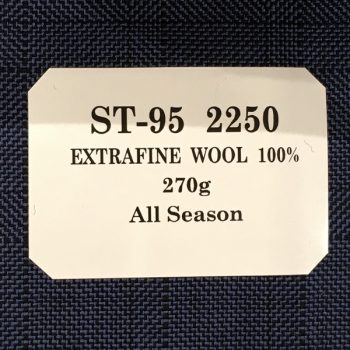 ST-95 2250
EXTRAFINE WOOL 100%
270g
All Season